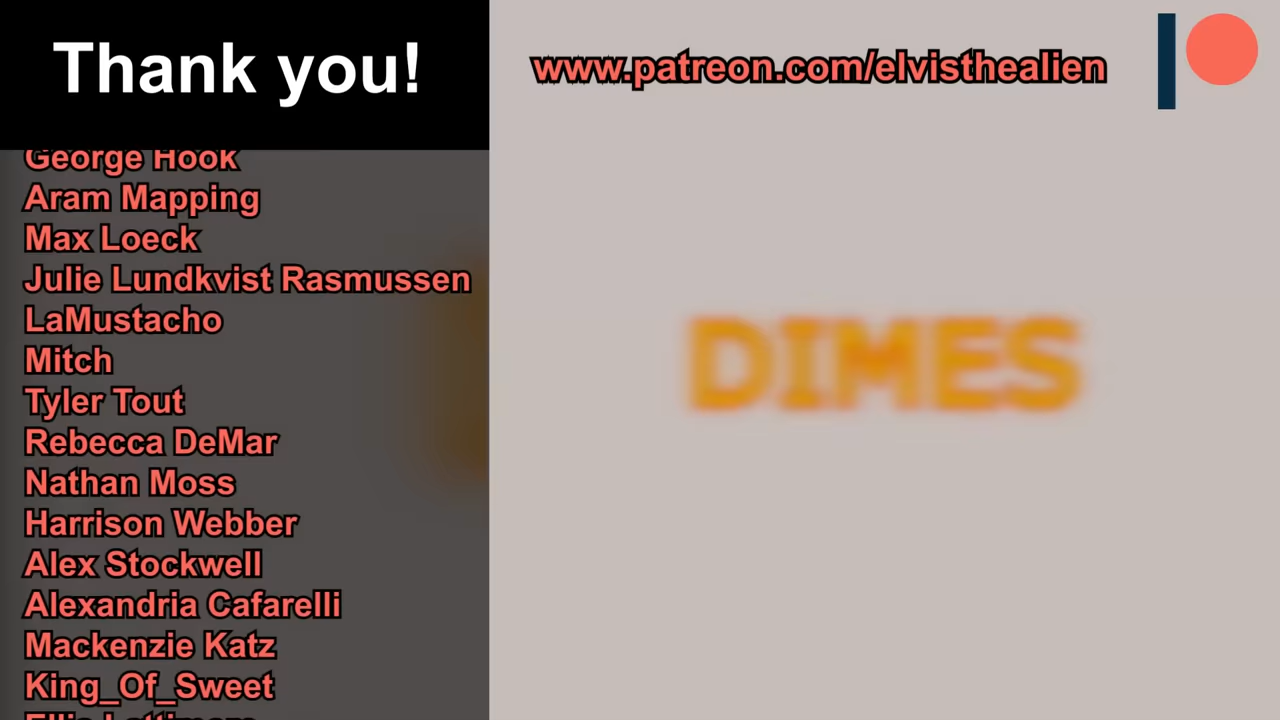 Thank you!
www.patreon.com/elvisthealien
George Hook
Aram Mapping
Max Loeck
Julie Lundkvist Rasmussen
LaMustacho
Mitch
Tyler Tout
Rebecca DeMar
Nathan Moss
Harrison Webber
Alex Stockwell
Alexandria Cafarelli
Mackenzie Katz
King_Of_Sweet
DIMES